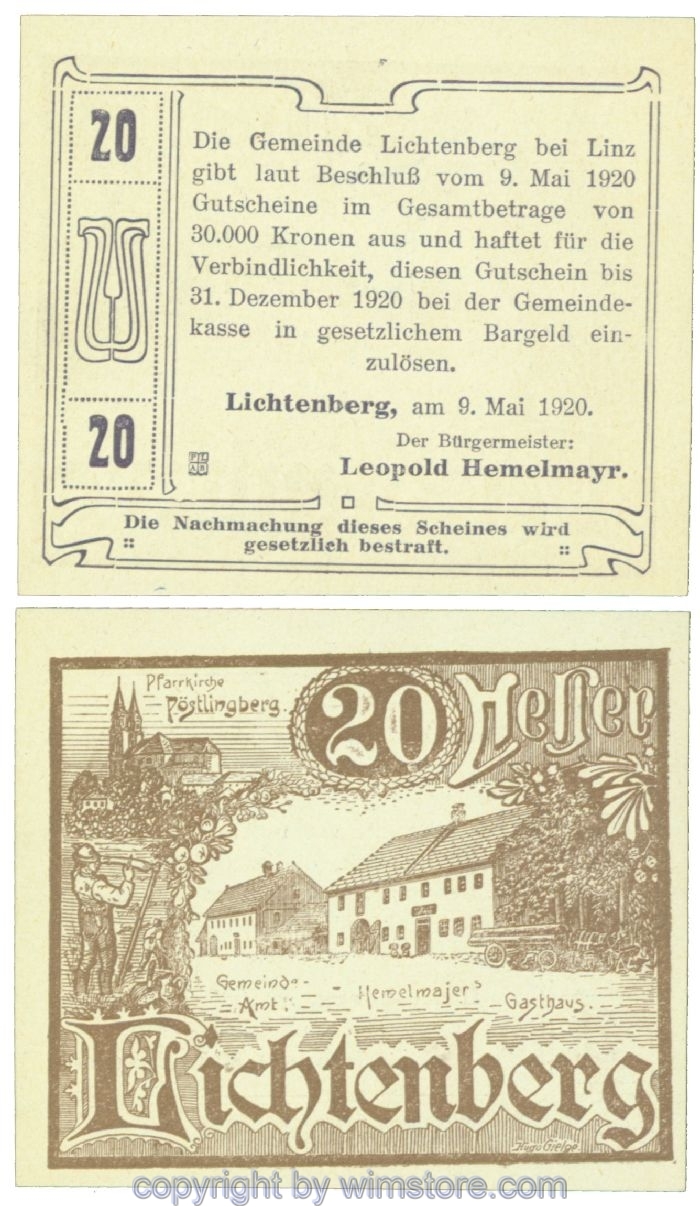 20
Die Gemeinde Lichtenberg bei Linz
gibt laut Beschluß vom 9. Mai 1920
Gutscheine im Gesamtbetrage von
30.000 Kronen aus und haftet für die
Verbindlichkeit, diesen Gutschein bis
31. Dezember 1920 bei der Gemeinde-
kasse in gesetzlichem Bargeld ein-
zulösen.
Lichtenberg, am 9. Mai 1920.
20
Der Bürgermeister:
Leopold Hemelmayr.
Die Nachmachung dieses Scheines wird
gesetzlich bestraft.
Pfarrkirche
Pöstlingberg.
20 Heller
Gemeinde-
Amt.
Hemelmajer's
Gasthaus.
Lichtenberg
copyright by wimstore.com